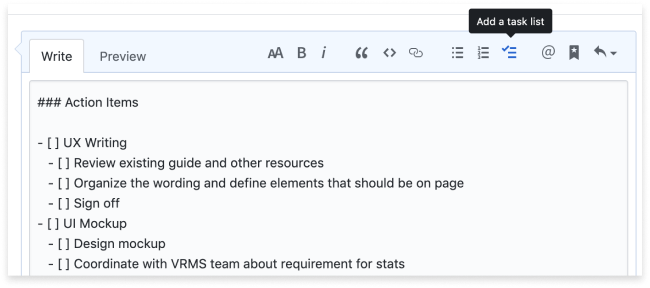 Add a task list
Write Preview AA B i @
### Action Items
- [ ] UX Writing
- [ ] Review existing guide and other resources
- [ ] Organize the wording and define elements that should be on page
- [ ] Sign off
- [ ] UI Mockup
- [ ] Design mockup
- [ ] Coordinate with VRMS team about requirement for stats